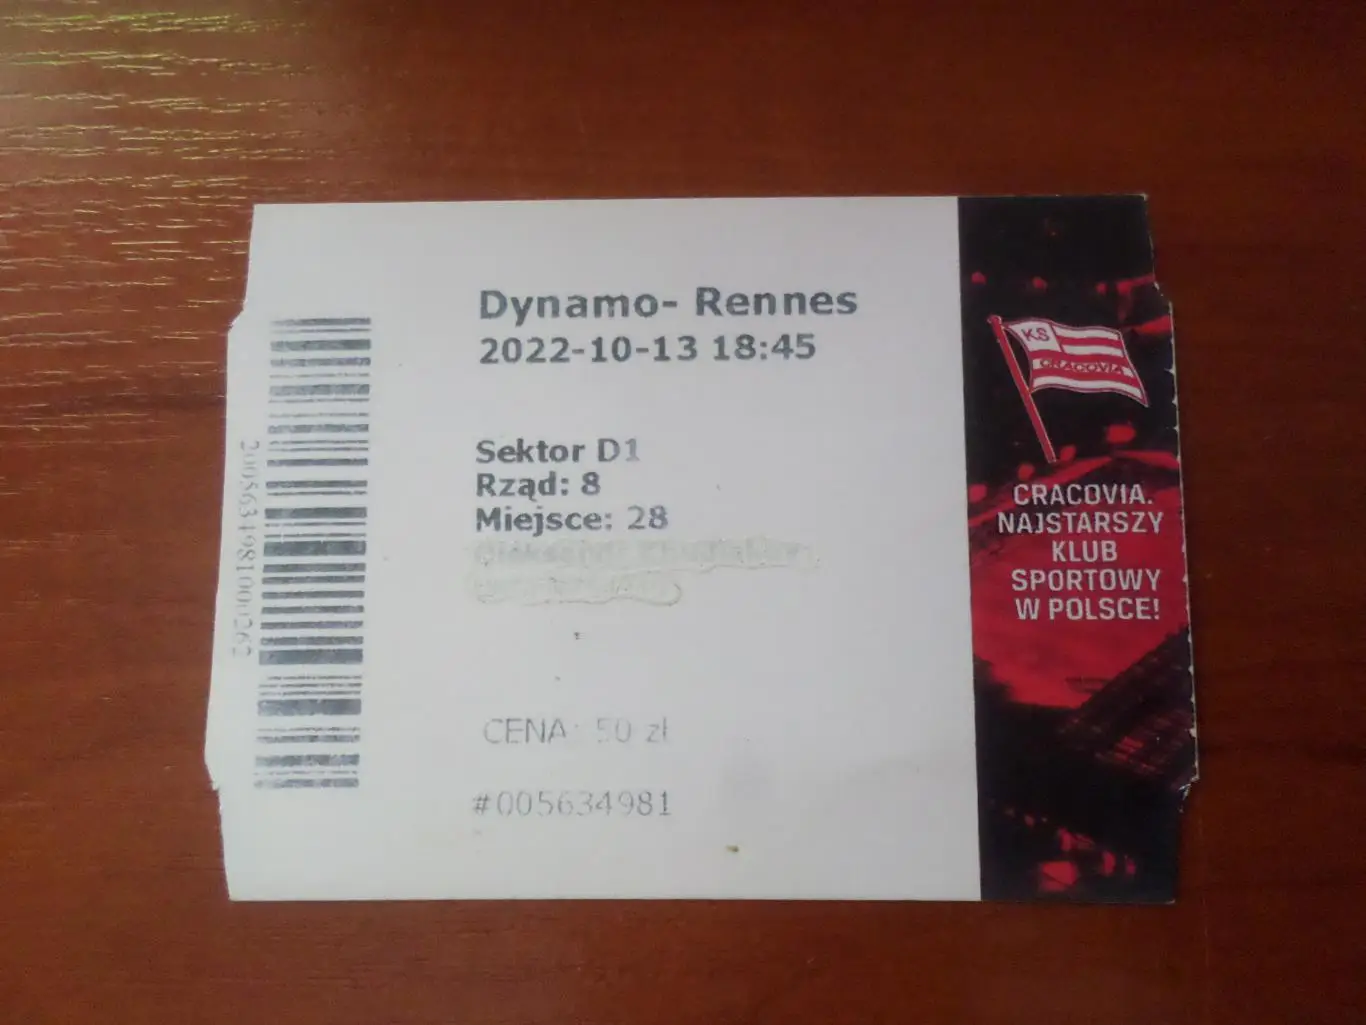 Dynamo- Rennes
2022-10-13 18:45
Sektor D1
Rząd: 8
Miejsce: 28
CENA: 50 zł
#005634981
2005634981000262
KS
CRACOVIA
CRACOVIA.
NAJSTARSZY
KLUB
SPORTOWY
W POLSCE!